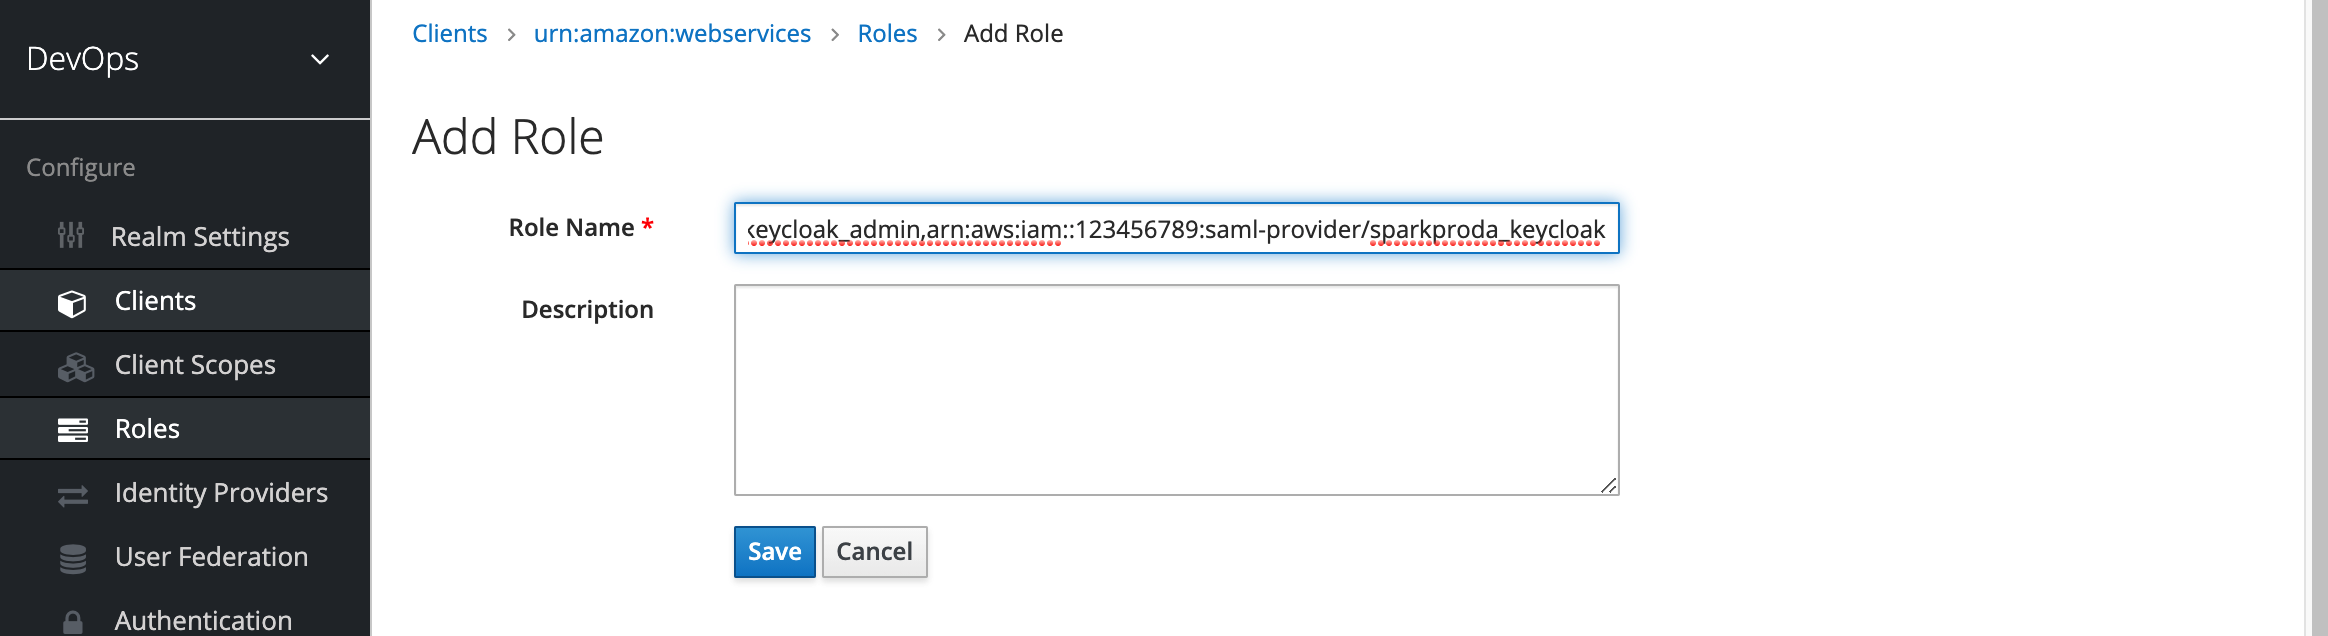 DevOps
Configure
Realm Settings
Clients
Client Scopes
Roles
Identity Providers
User Federation
Authentication
Clients > urn:amazon:webservices > Roles > Add Role
Add Role
Role Name *
keycloak_admin,arn:aws:iam::123456789:saml-provider/sparkproda_keycloak
Description
Save
Cancel